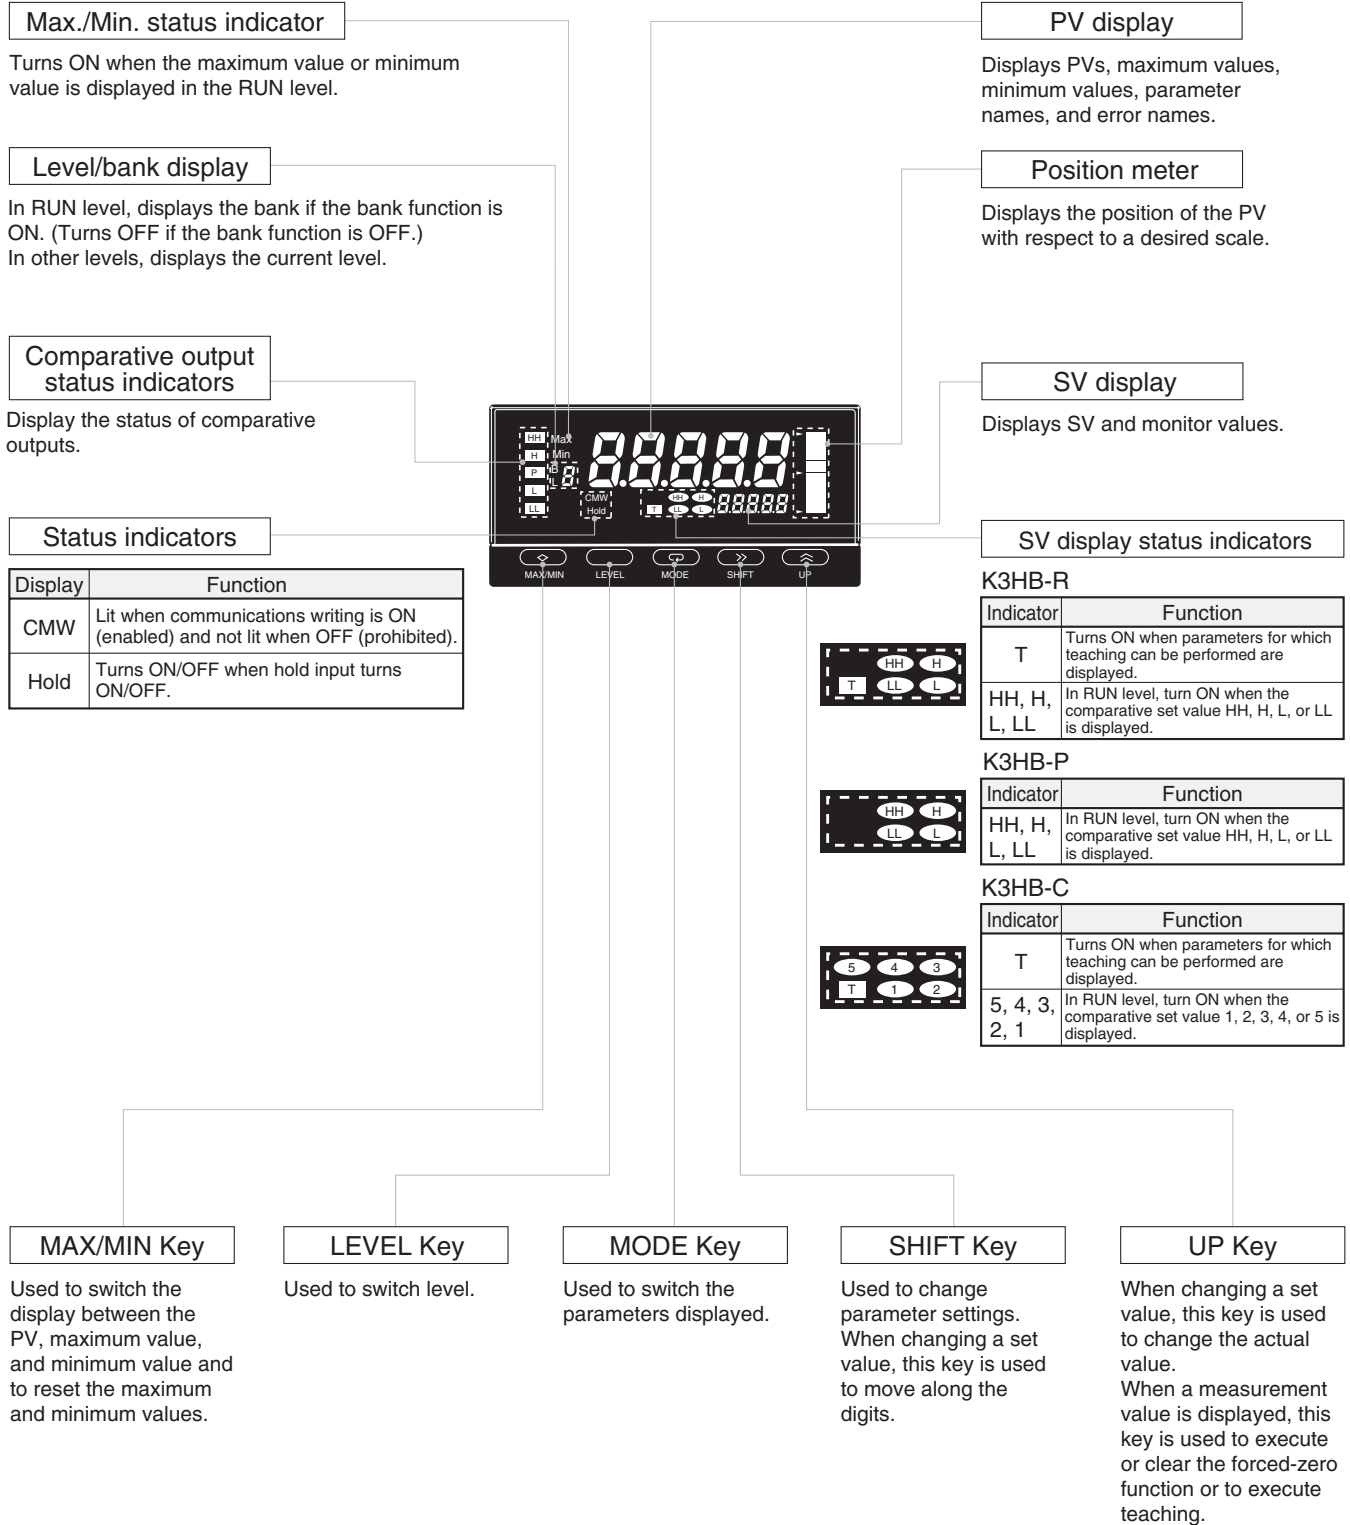 Max./Min. status indicator
Turns ON when the maximum value or minimum
value is displayed in the RUN level.
Level/bank display
In RUN level, displays the bank if the bank function is
ON. (Turns OFF if the bank function is OFF.)
In other levels, displays the current level.
Comparative output
status indicators
Display the status of comparative
outputs.
Status indicators
Display Function
CMW Lit when communications writing is ON
(enabled) and not lit when OFF (prohibited).
Hold Turns ON/OFF when hold input turns
ON/OFF.
PV display
Displays PVs, maximum values,
minimum values, parameter
names, and error names.
Position meter
Displays the position of the PV
with respect to a desired scale.
SV display
Displays SV and monitor values.
HH Max
H Min
P B
L L
LL
8.8.8.8.8
8
CMW
Hold
HH H
T LL L
8.8.8.8.8
MAX/MIN LEVEL MODE SHIFT UP
SV display status indicators
K3HB-R
Indicator Function
T Turns ON when parameters for which
teaching can be performed are
displayed.
HH, H,
L, LL
In RUN level, turn ON when the
comparative set value HH, H, L, or LL
is displayed.
HH H
T LL L
K3HB-P
Indicator Function
HH, H,
L, LL
In RUN level, turn ON when the
comparative set value HH, H, L, or LL
is displayed.
HH H
LL L
K3HB-C
Indicator Function
T Turns ON when parameters for which
teaching can be performed are
displayed.
5, 4, 3,
2, 1
In RUN level, turn ON when the
comparative set value 1, 2, 3, 4, or 5 is
displayed.
5 4 3
T 1 2
MAX/MIN Key
Used to switch the
display between the
PV, maximum value,
and minimum value and
to reset the maximum
and minimum values.
LEVEL Key
Used to switch level.
MODE Key
Used to switch the
parameters displayed.
SHIFT Key
Used to change
parameter settings.
When changing a set
value, this key is used
to move along the
digits.
UP Key
When changing a set
value, this key is used
to change the actual
value.
When a measurement
value is displayed, this
key is used to execute
or clear the forced-zero
function or to execute
teaching.